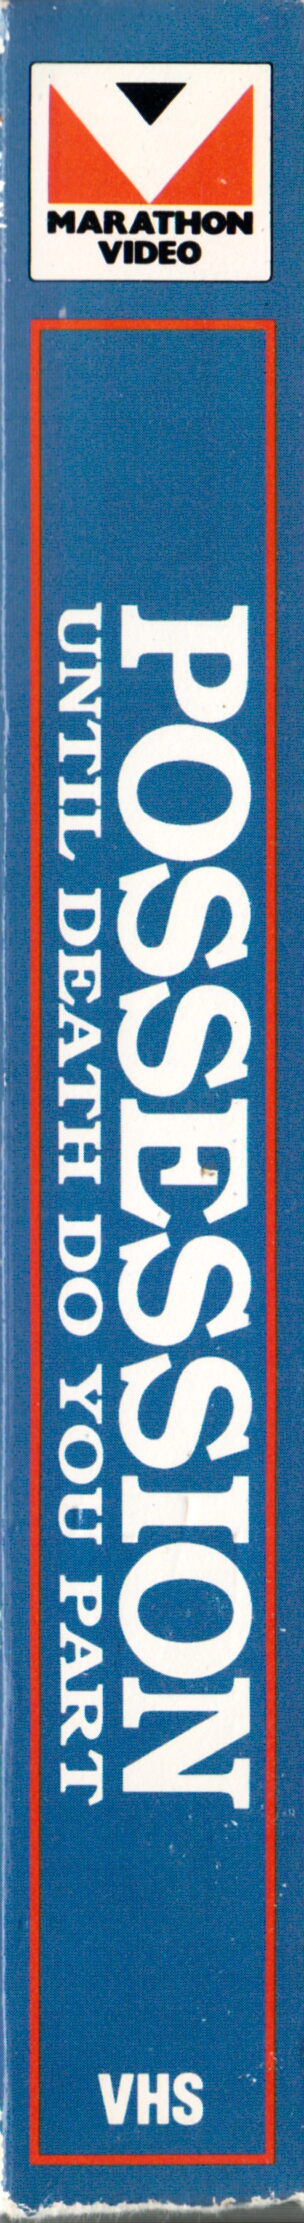 MARATHON
VIDEO
POSSESSION
UNTIL DEATH DO YOU PART
VHS